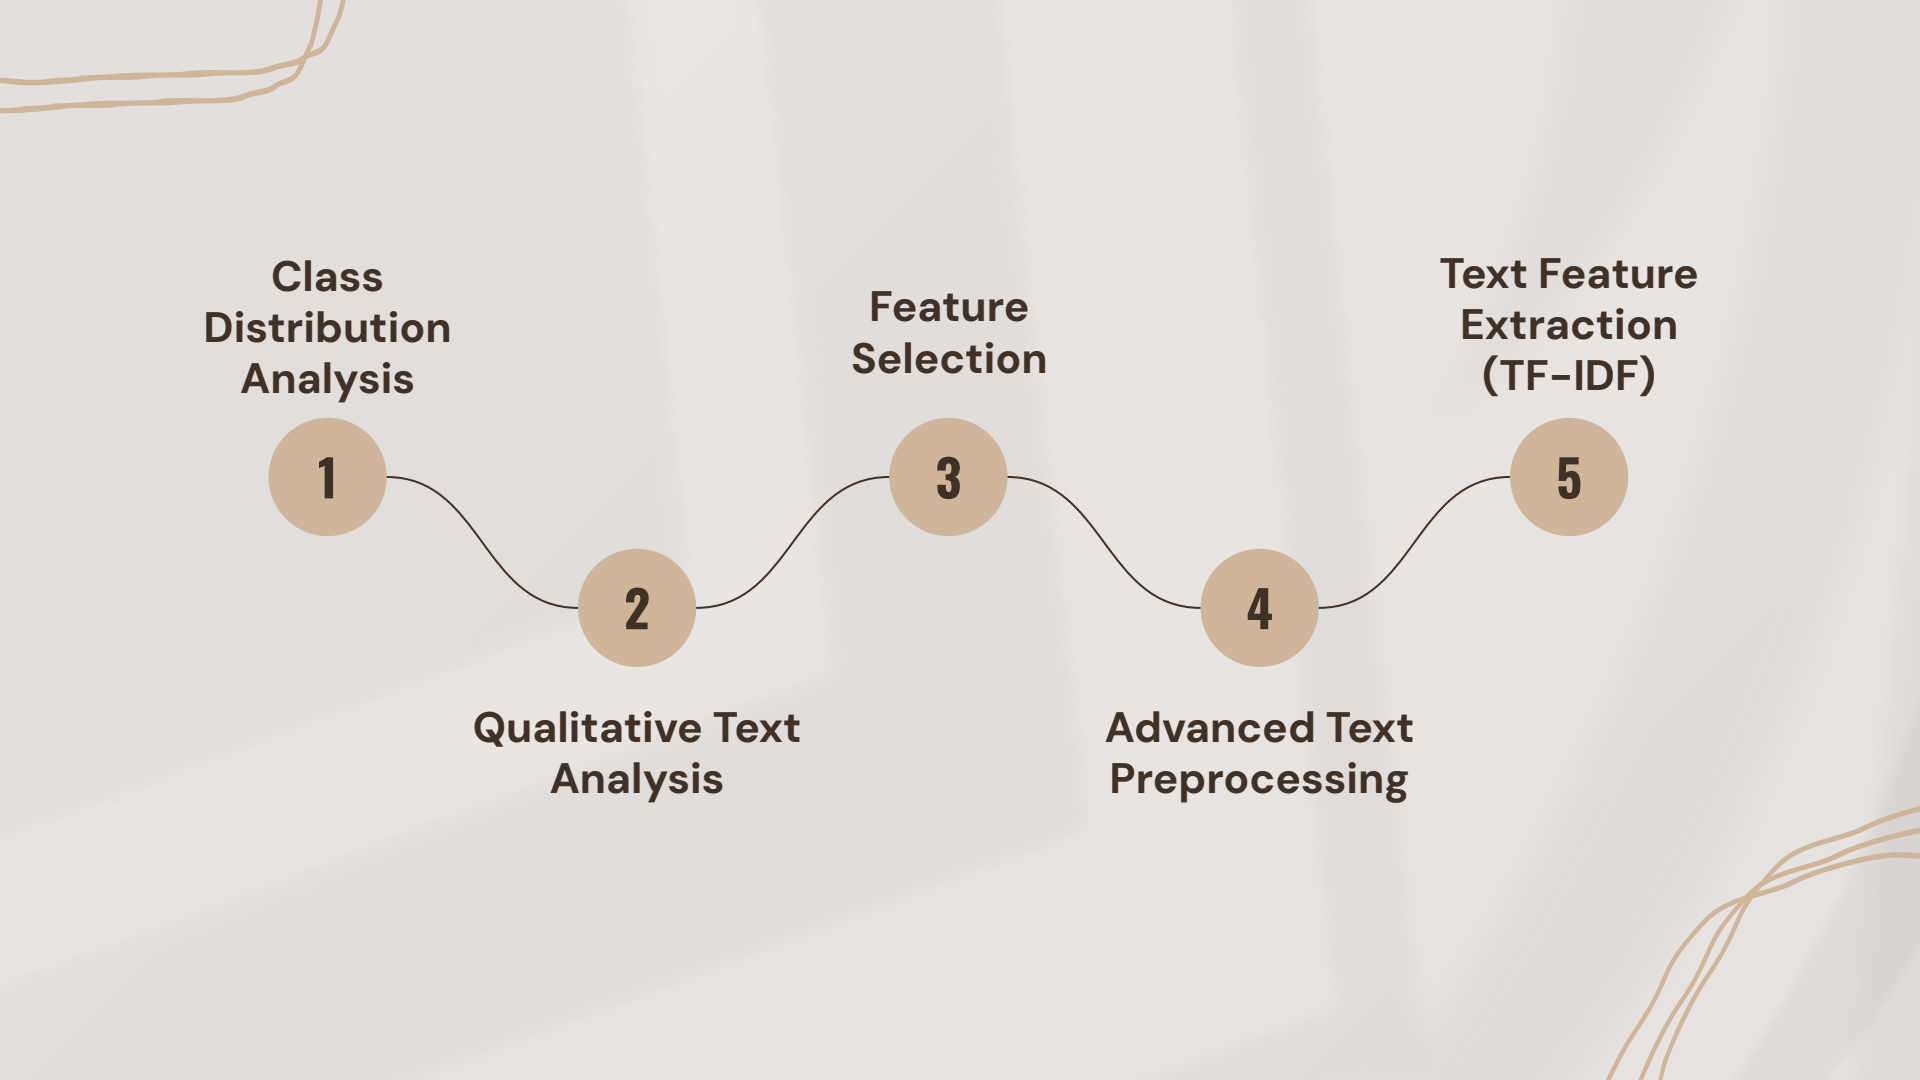 Class
Distribution
Analysis
1
2
Qualitative Text
Analysis
Feature
Selection
3
4
Advanced Text
Preprocessing
Text Feature
Extraction
(TF-IDF)
5